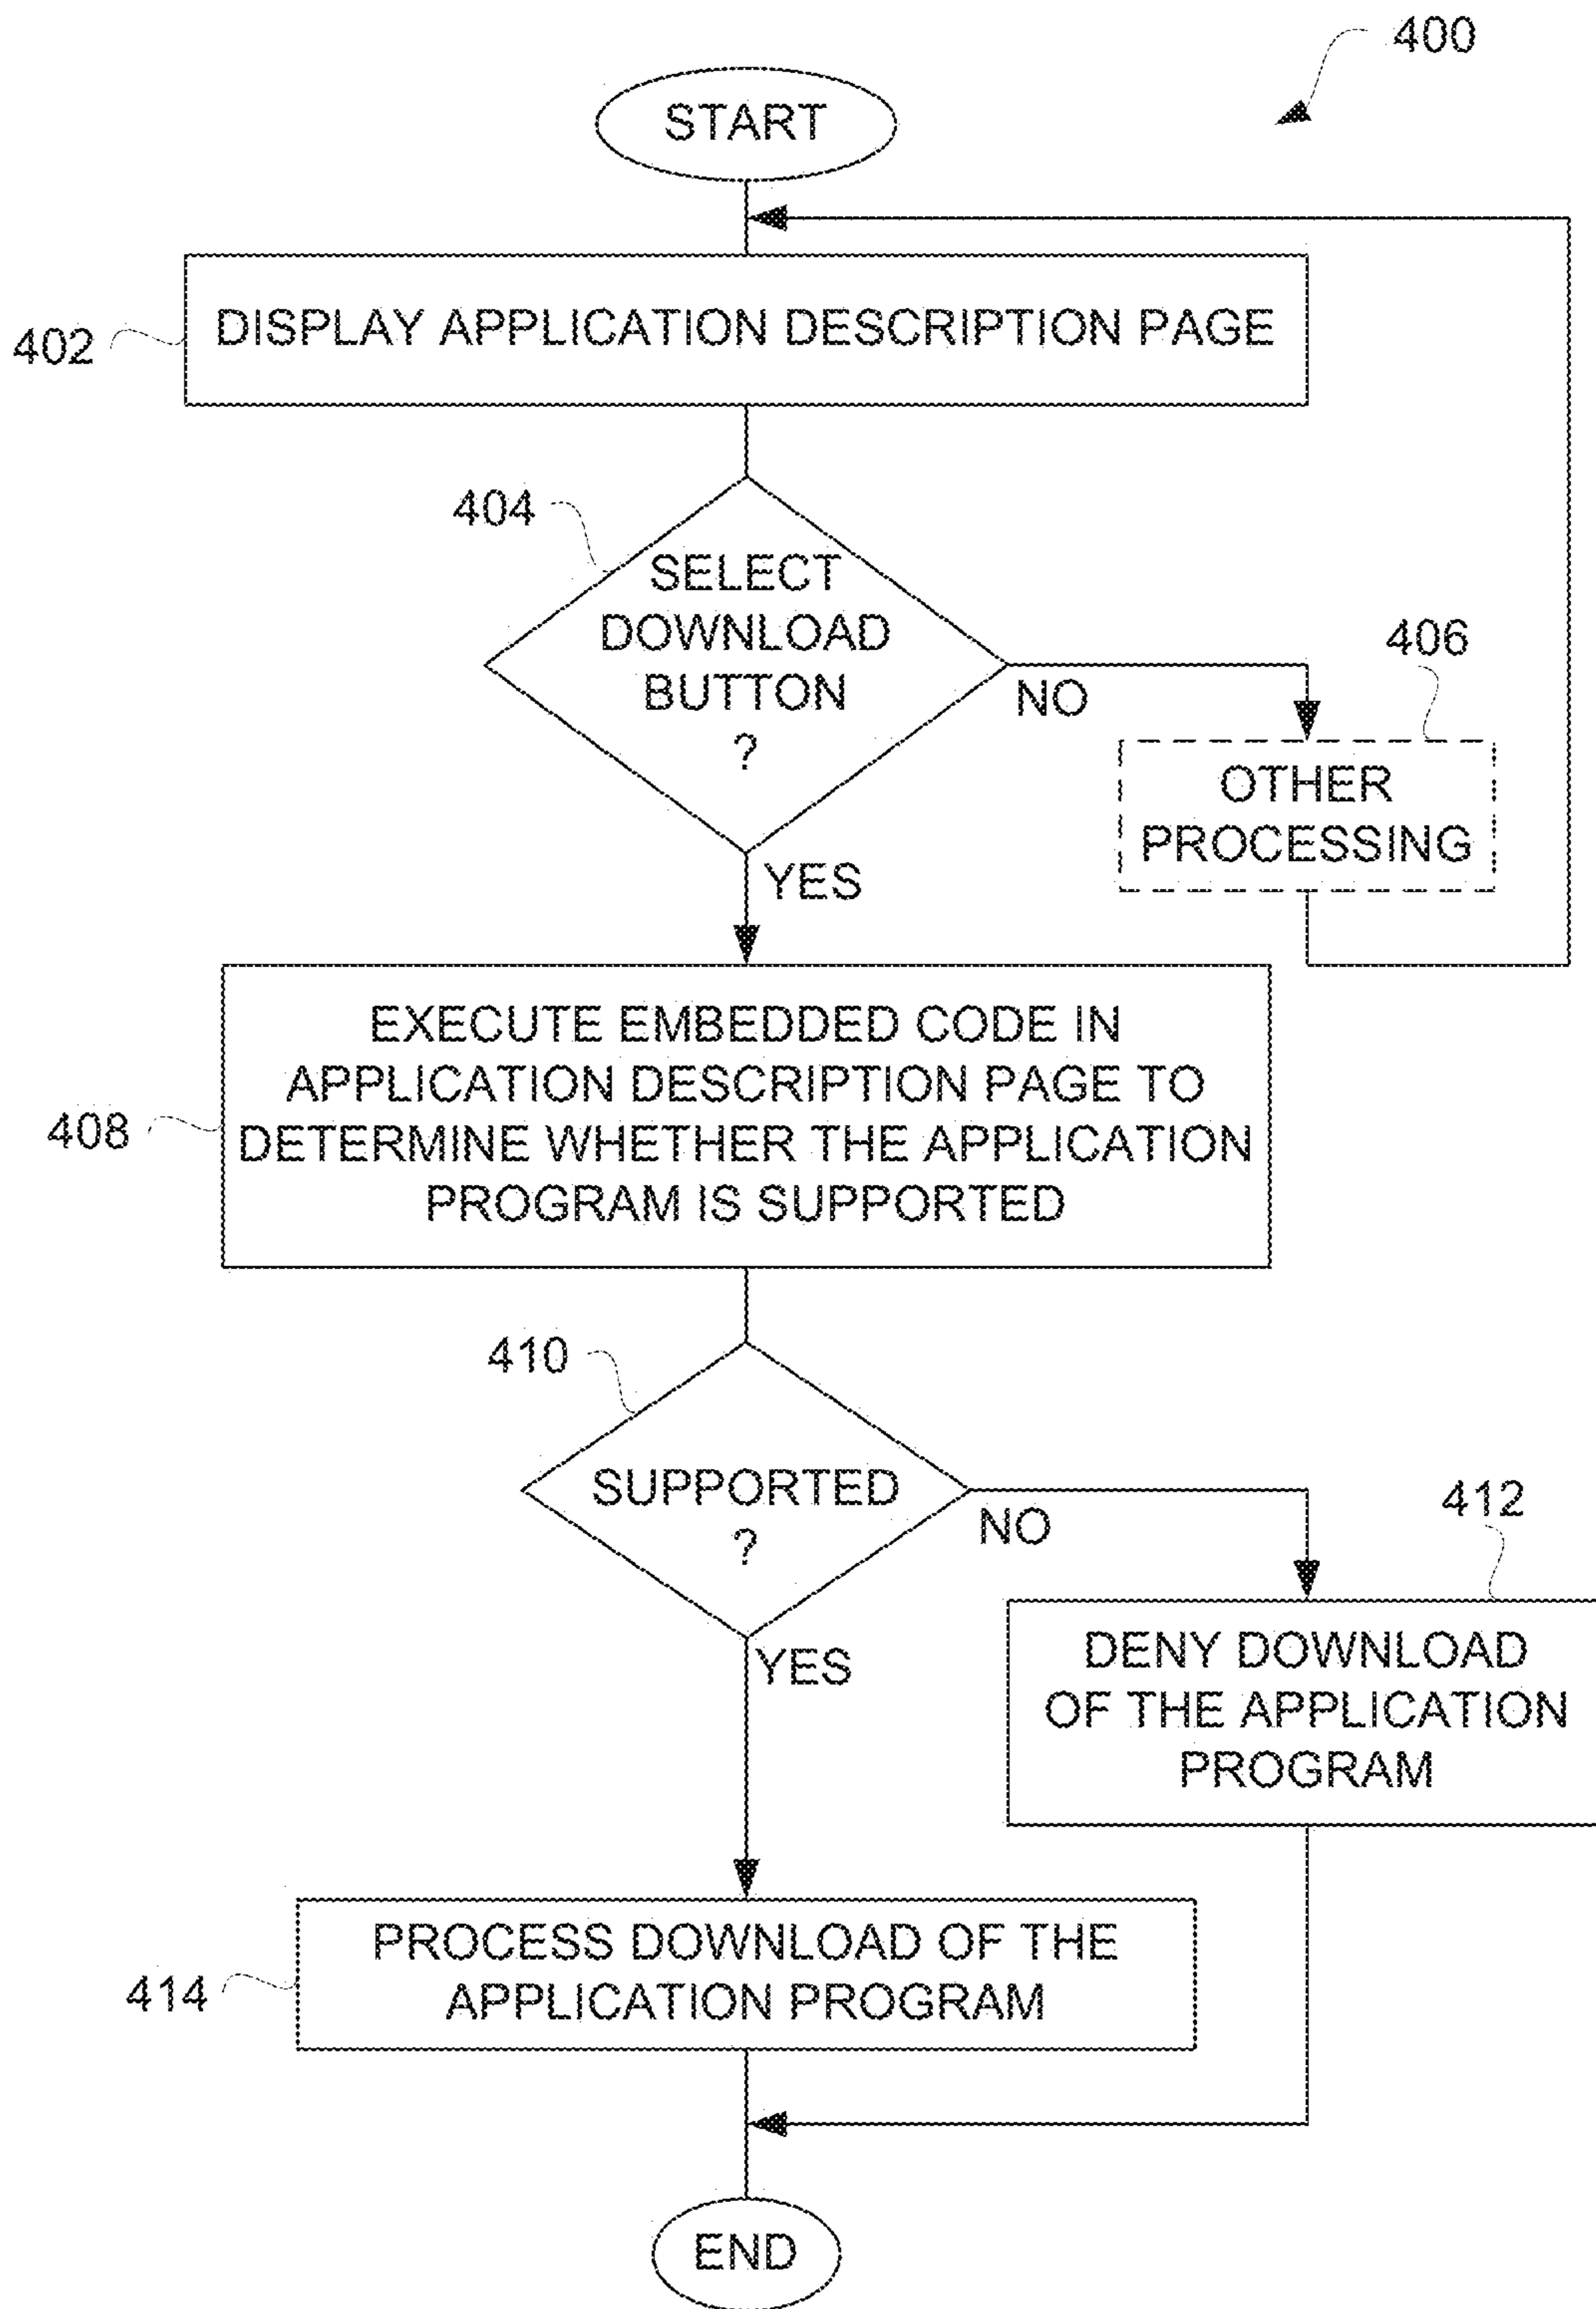 400
START
402
DISPLAY APPLICATION DESCRIPTION PAGE
404
SELECT
DOWNLOAD
BUTTON
?
NO
406
OTHER
PROCESSING
YES
408
EXECUTE EMBEDDED CODE IN
APPLICATION DESCRIPTION PAGE TO
DETERMINE WHETHER THE APPLICATION
PROGRAM IS SUPPORTED
410
SUPPORTED
?
NO
412
DENY DOWNLOAD
OF THE APPLICATION
PROGRAM
YES
414
PROCESS DOWNLOAD OF THE
APPLICATION PROGRAM
END